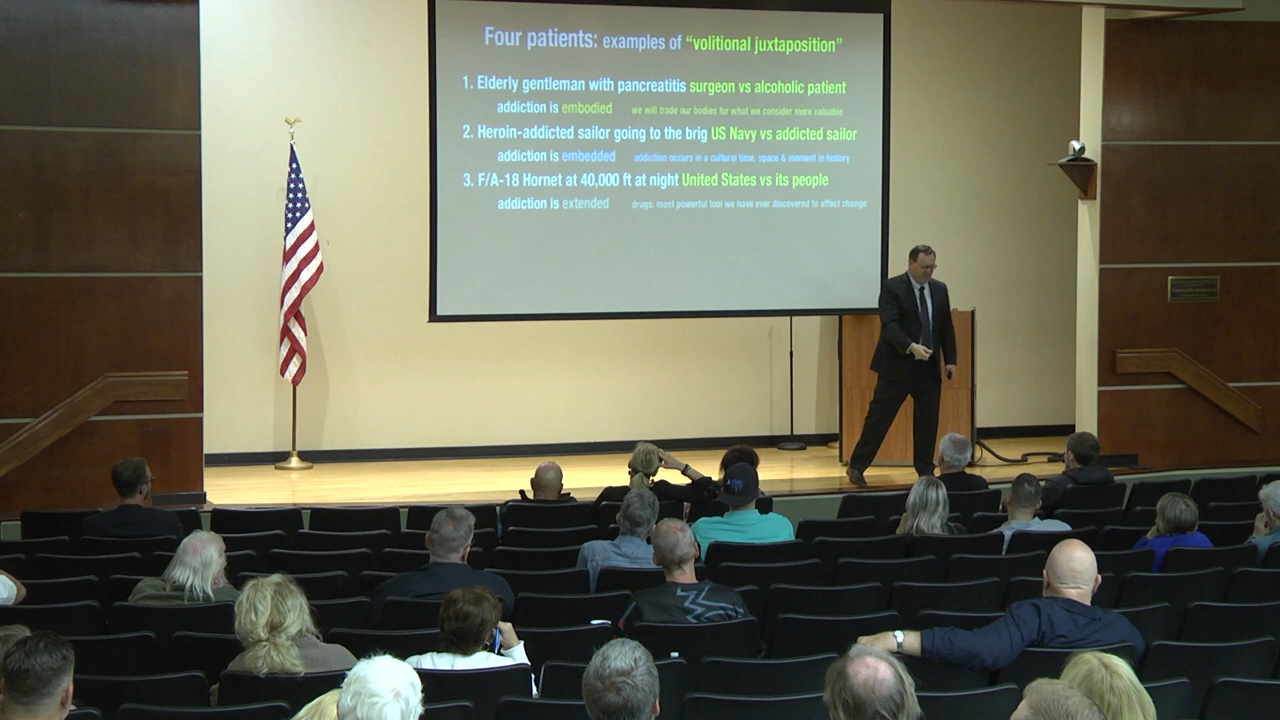 Four patients: examples of “volitional juxtaposition”
1. Elderly gentleman with pancreatitis surgeon vs alcoholic patient
addiction is embodied we will trade our bodies for what we consider more valuable
2. Heroin-addicted sailor going to the brig US Navy vs addicted sailor
addiction is embedded addiction occurs in a cultural time, space & moment in history
3. F/A-18 Hornet at 40,000 ft at night United States vs its people
addiction is extended drugs: most powerful tool we have ever discovered to affect change